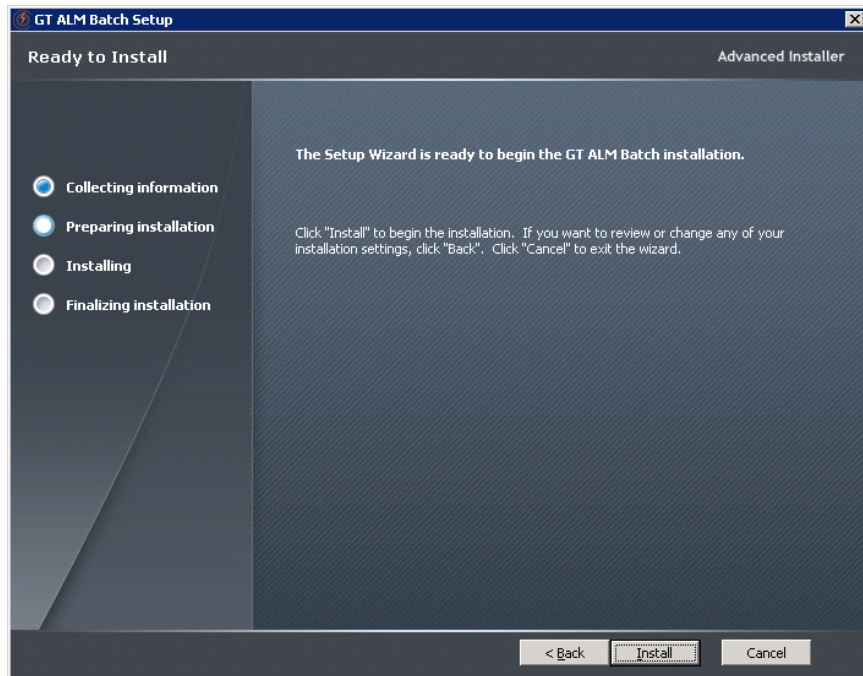 GT ALM Batch Setup
Ready to Install
Advanced Installer
Collecting information
Preparing installation
Installing
Finalizing installation
The Setup Wizard is ready to begin the GT ALM Batch installation.
Click "Install" to begin the installation. If you want to review or change any of your
installation settings, click "Back". Click "Cancel" to exit the wizard.
< Back
Install
Cancel